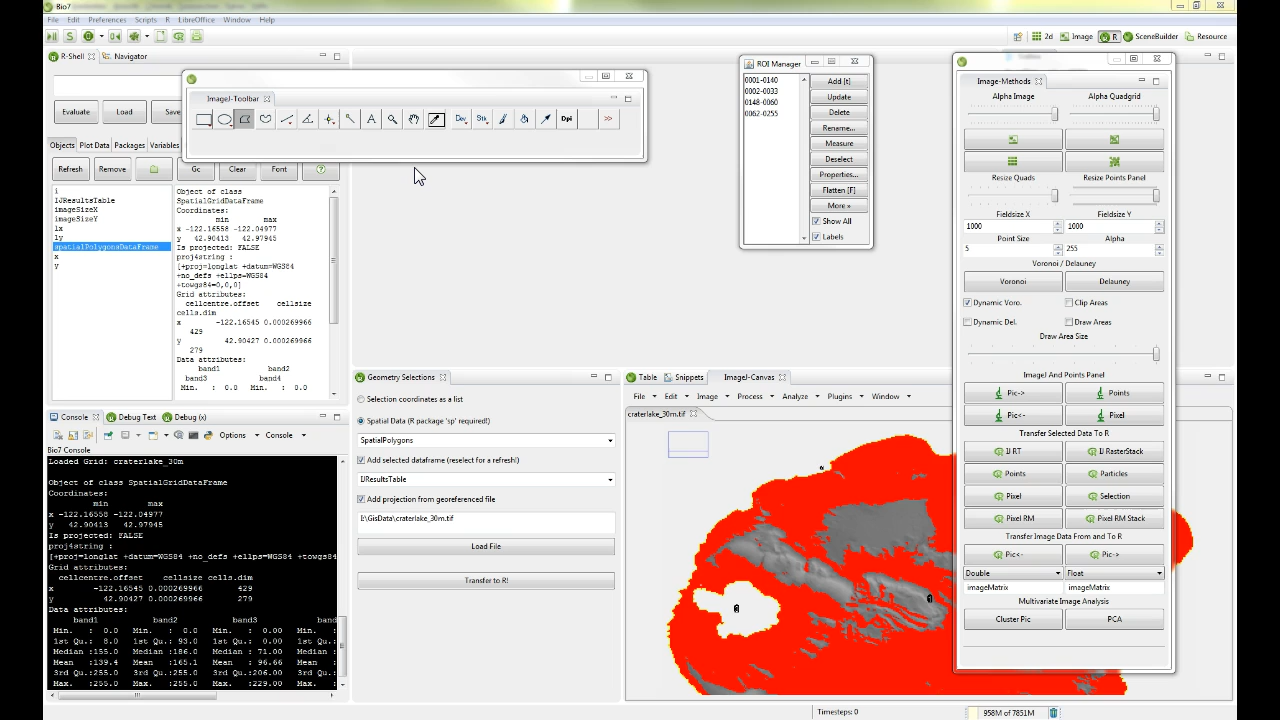 Bio7
File Edit Preferences Scripts R LibreOffice Window Help
2d Image R SceneBuilder Resource
R-Shell Navigator
Evaluate Load Save
Objects Plot Data Packages Variables
Refresh Remove Gc Clear Font
i
IJResultsTable
imageSizeX
imageSizeY
lx
ly
spatialPolygonsDataFrame
x
y
Object of class
SpatialGridDataFrame
Coordinates:
min max
x -122.16558 -122.04977
y 42.90413 42.97945
Is projected: FALSE
proj4string :
[+proj=longlat +datum=WGS84
+no_defs +ellps=WGS84
+towgs84=0,0,0]
Grid attributes:
cellcentre.offset cellsize
cells.dim
x -122.16545 0.000269966
429
y 42.90427 0.000269966
279
Data attributes:
band1 band2
band3 band4
Min. : 0.0 Min. : 0.0
ImageJ-Toolbar
Dev Stk Dpi >>
ROI Manager
0001-0140
0002-0033
0148-0060
0062-0255
Add [t]
Update
Delete
Rename...
Measure
Deselect
Properties...
Flatten [F]
More »
Show All
Labels
Image-Methods
Alpha Image Alpha Quadgrid
Resize Quads Resize Points Panel
Fieldsize X Fieldsize Y
1000 1000
Point Size Alpha
5 255
Voronoi / Delauney
Voronoi Delauney
Dynamic Voro. Clip Areas
Dynamic Del. Draw Areas
Draw Area Size
ImageJ And Points Panel
Pic-> Points
Pic<- Pixel
Transfer Selected Data To R
IJ RT IJ RasterStack
Points Particles
Pixel Selection
Pixel RM Pixel RM Stack
Transfer Image Data From and To R
Pic<- Pic->
Double Float
imageMatrix imageMatrix
Multivariate Image Analysis
Cluster Pic PCA
Console Debug Text Debug (x)
Options Console
Bio7 Console
Loaded Grid: craterlake_30m
Object of class SpatialGridDataFrame
Coordinates:
min max
x -122.16558 -122.04977
y 42.90413 42.97945
Is projected: FALSE
proj4string :
[+proj=longlat +datum=WGS84 +no_defs +ellps=WGS84 +towgs84
Grid attributes:
cellcentre.offset cellsize cells.dim
x -122.16545 0.000269966 429
y 42.90427 0.000269966 279
Data attributes:
band1 band2 band3 band4
Min. : 0.0 Min. : 0.0 Min. : 0.00 Min. : 0
1st Qu.: 8.0 1st Qu.: 93.0 1st Qu.: 0.00 1st Qu.:
Median :155.0 Median :186.0 Median : 71.00 Median :
Mean :139.4 Mean :165.1 Mean : 96.66 Mean :
3rd Qu.:255.0 3rd Qu.:255.0 3rd Qu.:206.00 3rd Qu.:
Max. :255.0 Max. :255.0 Max. :229.00 Max. :
Geometry Selections
Selection coordinates as a list
Spatial Data (R package 'sp' required!)
SpatialPolygons
Add selected dataframe (reselect for a refresh!)
IJResultsTable
Add projection from georeferenced file
I:\GisData\craterlake_30m.tif
Load File
Transfer to R!
Table Snippets ImageJ-Canvas
File Edit Image Process Analyze Plugins Window
craterlake_30m.tif
Timesteps: 0
958M of 7851M